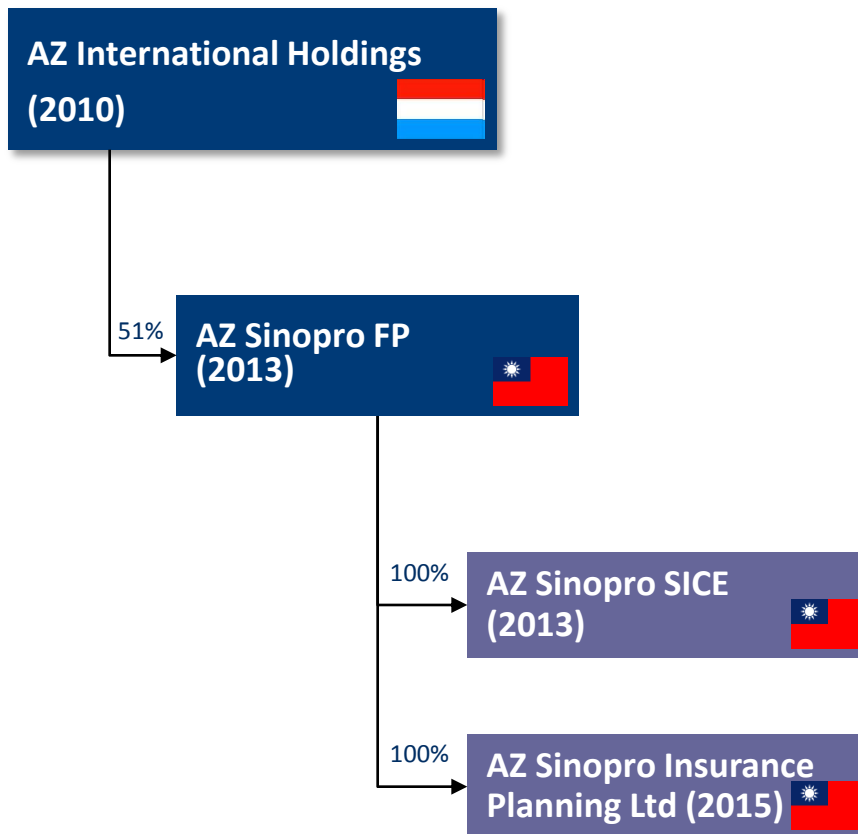 AZ International Holdings
(2010)
51%
AZ Sinopro FP
(2013)
100%
AZ Sinopro SICE
(2013)
100%
AZ Sinopro Insurance
Planning Ltd (2015)